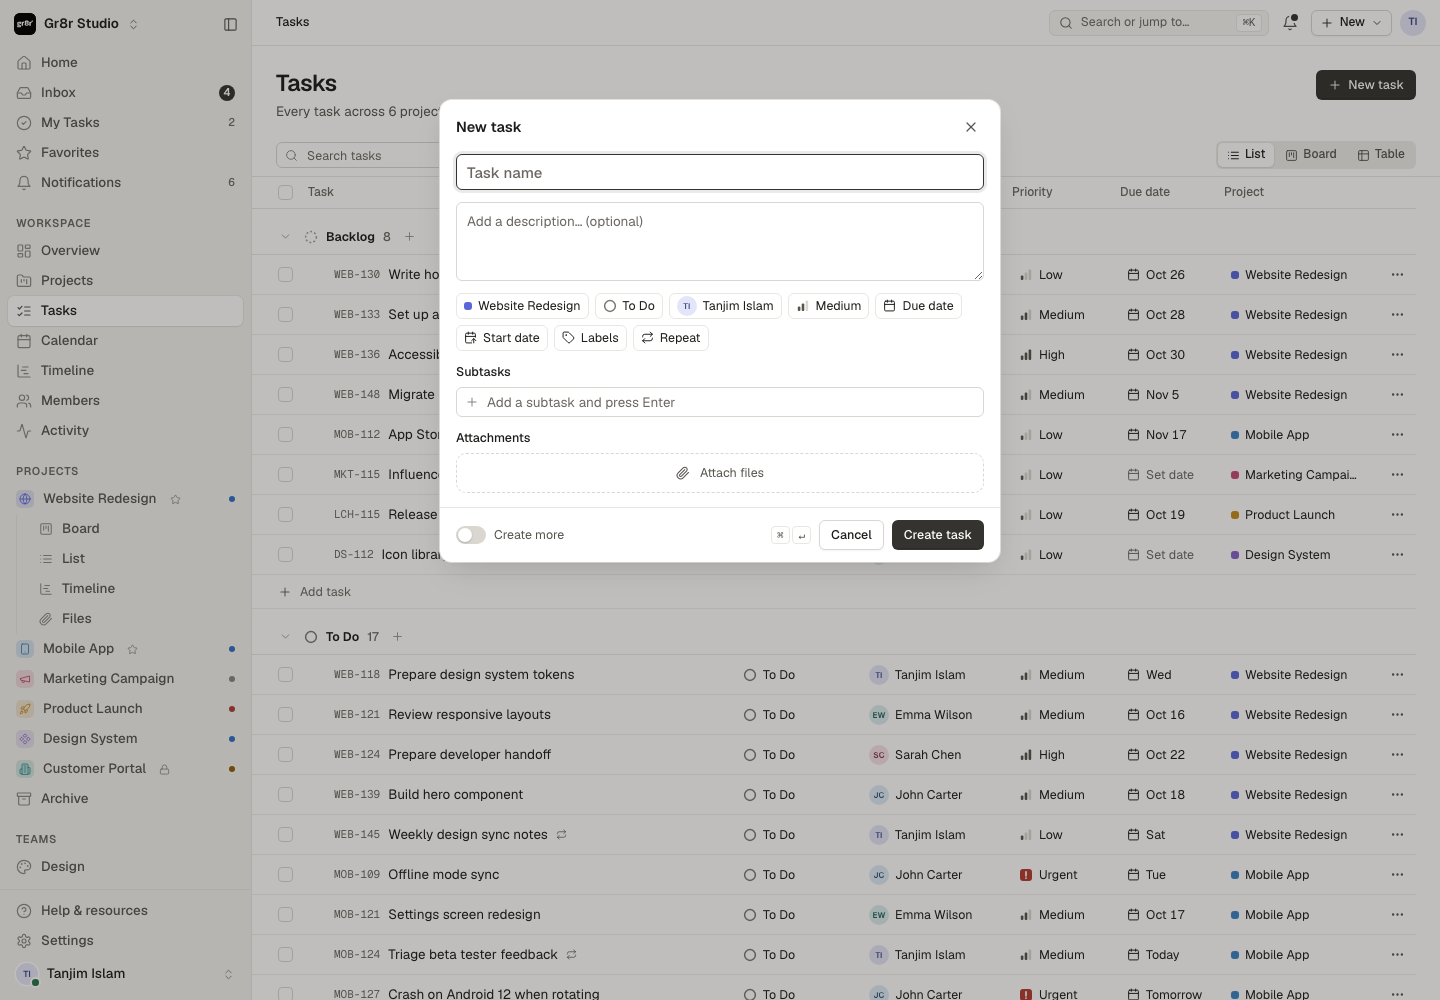 gr8r Gr8r Studio
Home
Inbox 4
My Tasks 2
Favorites
Notifications 6
WORKSPACE
Overview
Projects
Tasks
Calendar
Timeline
Members
Activity
PROJECTS
Website Redesign
Board
List
Timeline
Files
Mobile App
Marketing Campaign
Product Launch
Design System
Customer Portal
Archive
TEAMS
Design
Help & resources
Settings
TI Tanjim Islam
Tasks
Search or jump to... ⌘K
New
TI
Tasks
New task
Every task across 6 project
Search tasks
List Board Table
Task Priority Due date Project
Backlog 8
WEB-130 Write ho Low Oct 26 Website Redesign
WEB-133 Set up a Medium Oct 28 Website Redesign
WEB-136 Accessib High Oct 30 Website Redesign
WEB-148 Migrate Medium Nov 5 Website Redesign
MOB-112 App Stor Low Nov 17 Mobile App
MKT-115 Influenc Low Set date Marketing Campai...
LCH-115 Release Low Oct 19 Product Launch
DS-112 Icon librar Low Set date Design System
Add task
To Do 17
WEB-118 Prepare design system tokens To Do TI Tanjim Islam Medium Wed Website Redesign
WEB-121 Review responsive layouts To Do EW Emma Wilson Medium Oct 16 Website Redesign
WEB-124 Prepare developer handoff To Do SC Sarah Chen High Oct 22 Website Redesign
WEB-139 Build hero component To Do JC John Carter Medium Oct 18 Website Redesign
WEB-145 Weekly design sync notes To Do TI Tanjim Islam Low Sat Website Redesign
MOB-109 Offline mode sync To Do JC John Carter Urgent Tue Mobile App
MOB-121 Settings screen redesign To Do EW Emma Wilson Medium Oct 17 Mobile App
MOB-124 Triage beta tester feedback To Do TI Tanjim Islam Medium Today Mobile App
MOB-127 Crash on Android 12 when rotating To Do JC John Carter Urgent Tomorrow Mobile App
New task
Task name
Add a description... (optional)
Website Redesign To Do TI Tanjim Islam Medium Due date
Start date Labels Repeat
Subtasks
Add a subtask and press Enter
Attachments
Attach files
Create more ⌘ ↵ Cancel Create task